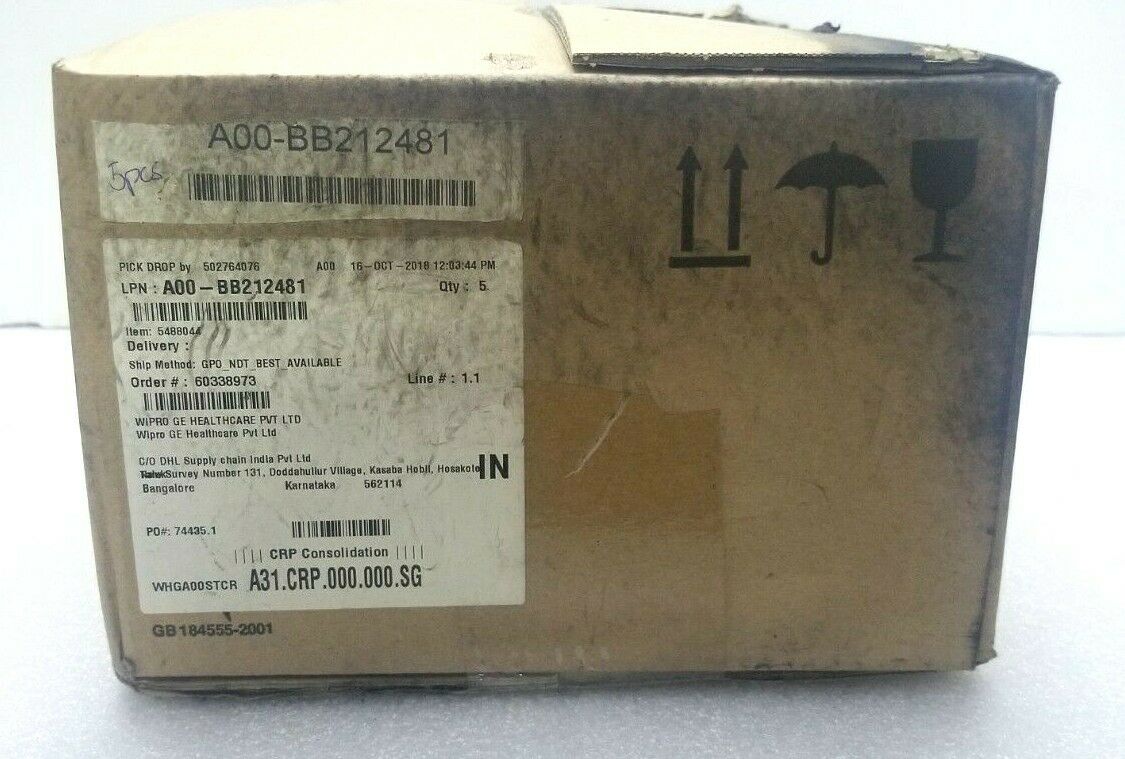 A00-BB212481
5pcs
PICK DROP by 502764076 A00 16-OCT-2018 12:03:44 PM
LPN : A00-BB212481 Qty : 5
Item: 5488044
Delivery :
Ship Method: GPO_NDT_BEST_AVAILABLE
Order # : 60338973 Line # : 1.1
WIPRO GE HEALTHCARE PVT LTD
Wipro GE Healthcare Pvt Ltd
C/O DHL Supply chain India Pvt Ltd
Survey Number 131, Doddahullur Village, Kasaba Hobli, Hosakote IN
Bangalore Karnataka 562114
PO#: 74435.1
CRP Consolidation
WHGA00STCR A31.CRP.000.000.SG
GB184555-2001